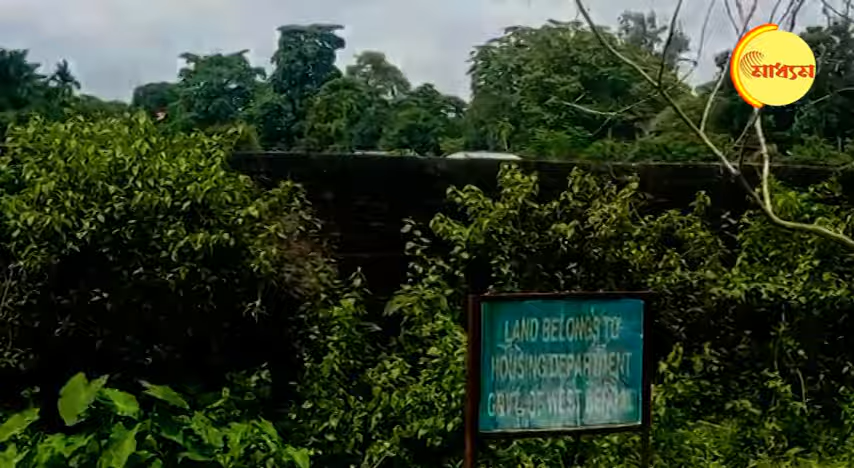 মাধ্যম
LAND BELONGS TO
HOUSING DEPARTMENT
GOVT. OF WEST BENGAL